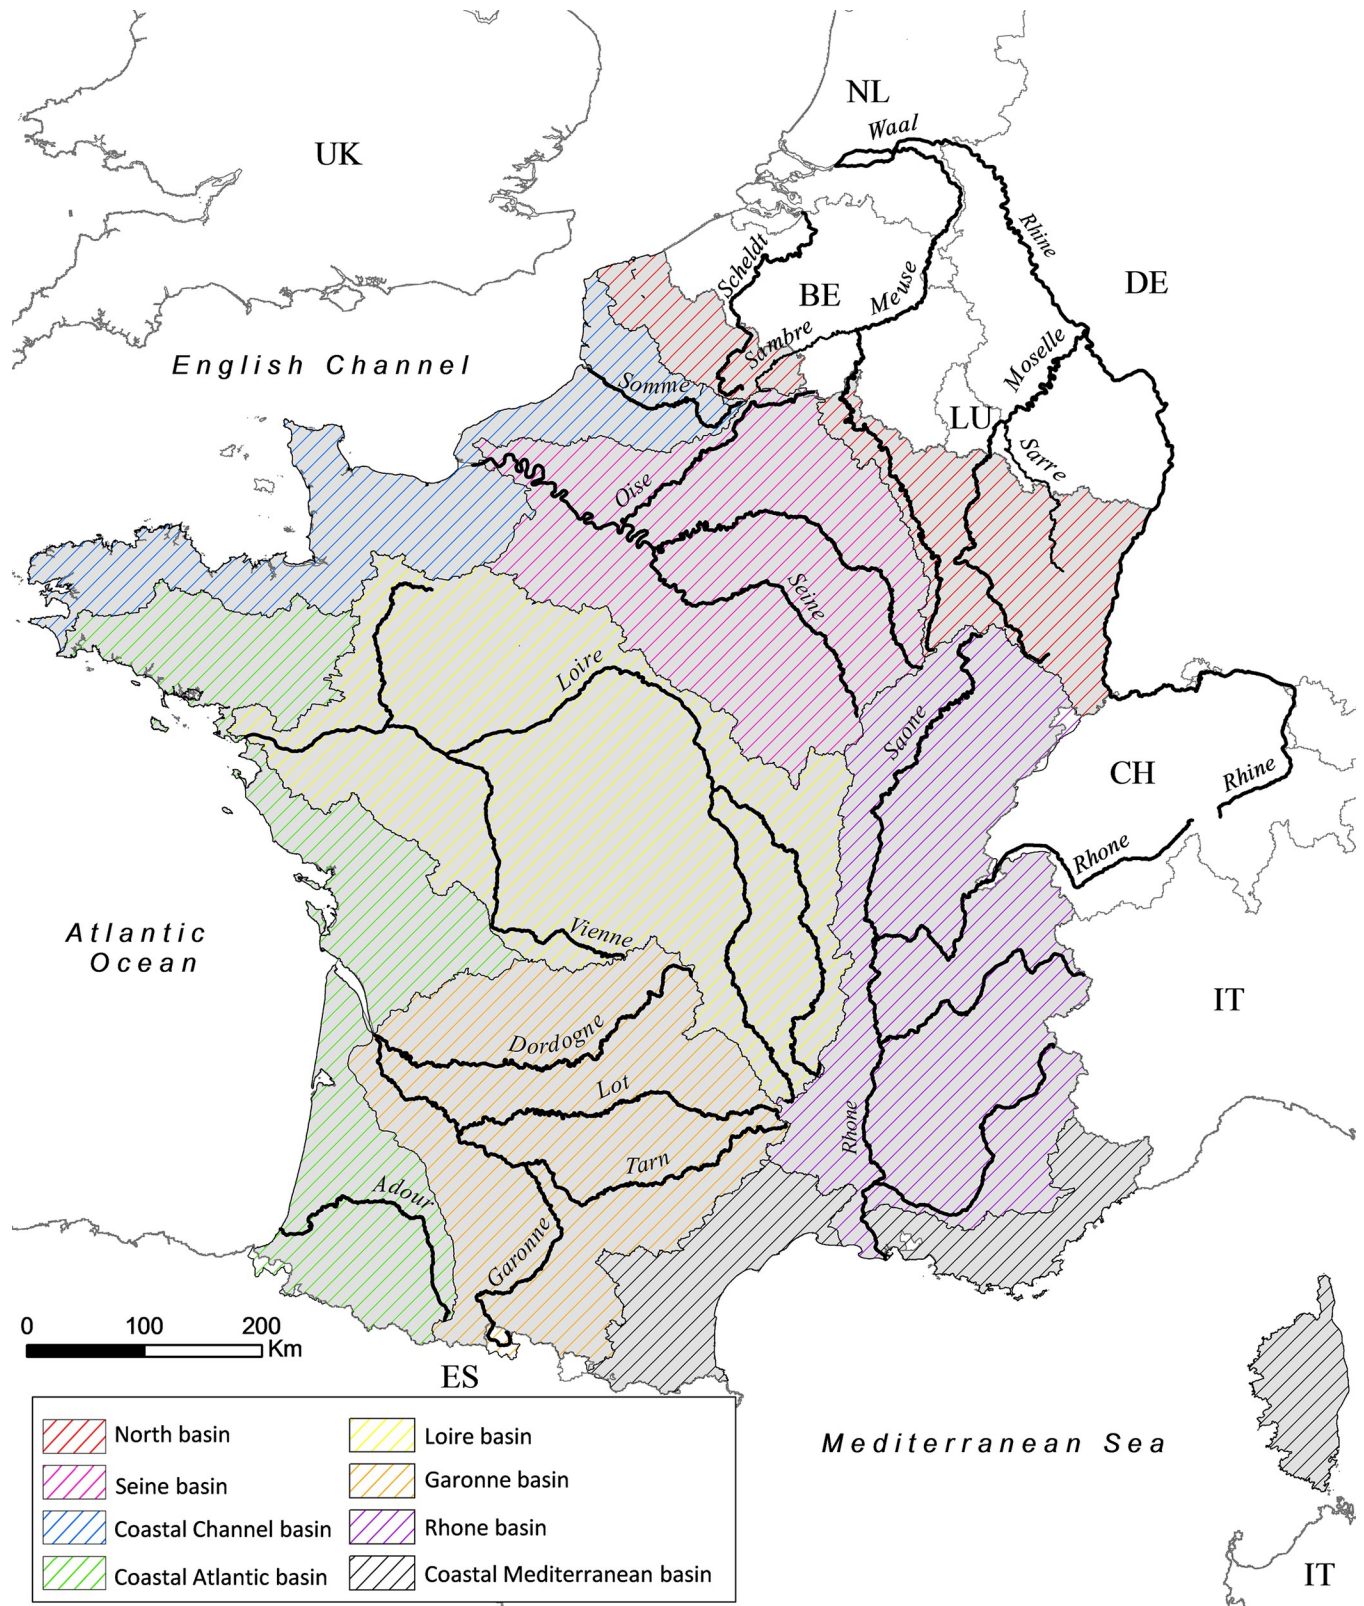 NL
Waal
UK
Rhine
Scheldt
DE
BE
Meuse
Sambre
English Channel
Moselle
Somme
LU
Sarre
Oise
Seine
Loire
Saone
CH
Rhine
Rhone
Vienne
Atlantic
Ocean
IT
Dordogne
Lot
Rhone
Tarn
Adour
Garonne
0 100 200
Km
ES
North basin
Seine basin
Coastal Channel basin
Coastal Atlantic basin
Loire basin
Garonne basin
Rhone basin
Coastal Mediterranean basin
Mediterranean Sea
IT